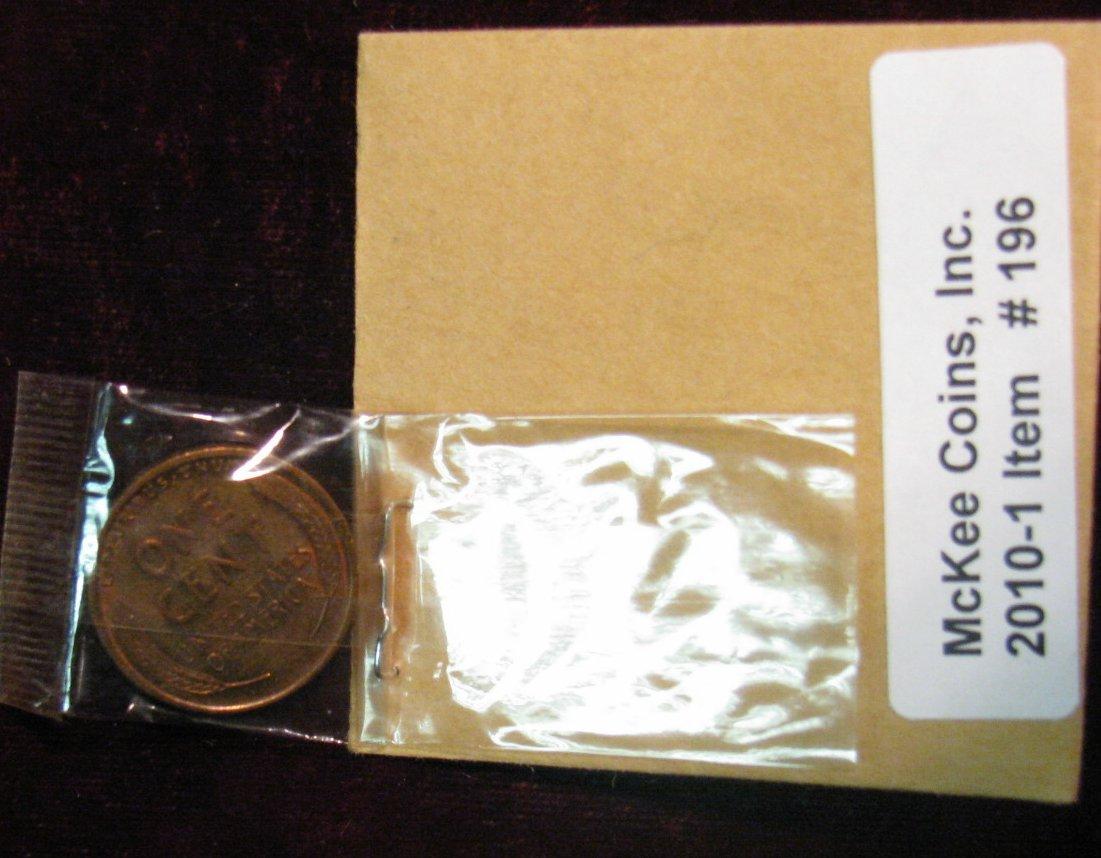 McKee Coins, Inc.
2010-1 Item # 196
ONE
CENT